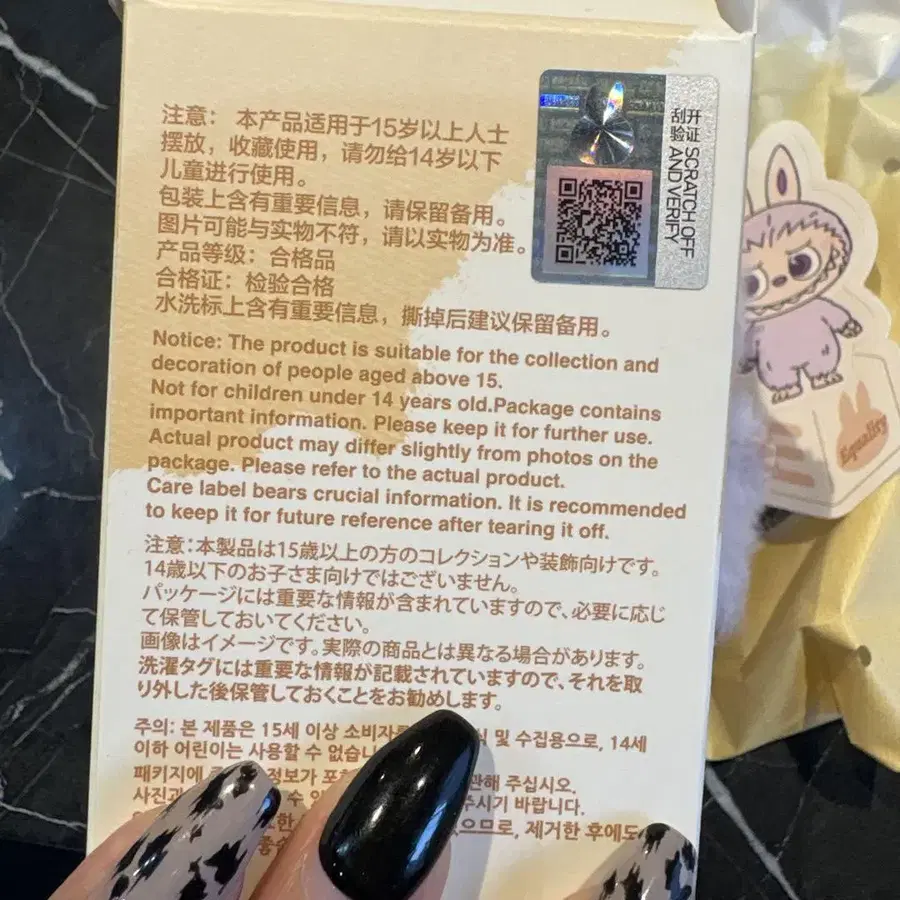 注意： 本产品适用于15岁以上人士
摆放，收藏使用，请勿给14岁以下
儿童进行使用。
包装上含有重要信息，请保留备用。
图片可能与实物不符，请以实物为准。
产品等级：合格品
合格证：检验合格
水洗标上含有重要信息，撕掉后建议保留备用。
Notice: The product is suitable for the collection and
decoration of people aged above 15.
Not for children under 14 years old.Package contains
important information. Please keep it for further use.
Actual product may differ slightly from photos on the
package. Please refer to the actual product.
Care label bears crucial information. It is recommended
to keep it for future reference after tearing it off.
注意：本製品は15歳以上の方のコレクションや装飾向けです。
14歳以下のお子さま向けではございません。
パッケージには重要な情報が含まれていますので、必要に応じ
て保管しておいてください。
画像はイメージです。実際の商品とは異なる場合があります。
洗濯タグには重要な情報が記載されていますので、それを取
り外した後保管しておくことをお勧めします。
주의: 본 제품은 15세 이상 소비자 및 수집용으로, 14세
이하 어린이는 사용할 수 없습니
패키지에 정보가 포 관해 주십시오.
사진과 수 있 주시기 바랍니다.
있으므로, 제거한 후에도
刮开
验证
SCRATCH OFF
AND VERIFY
Equality